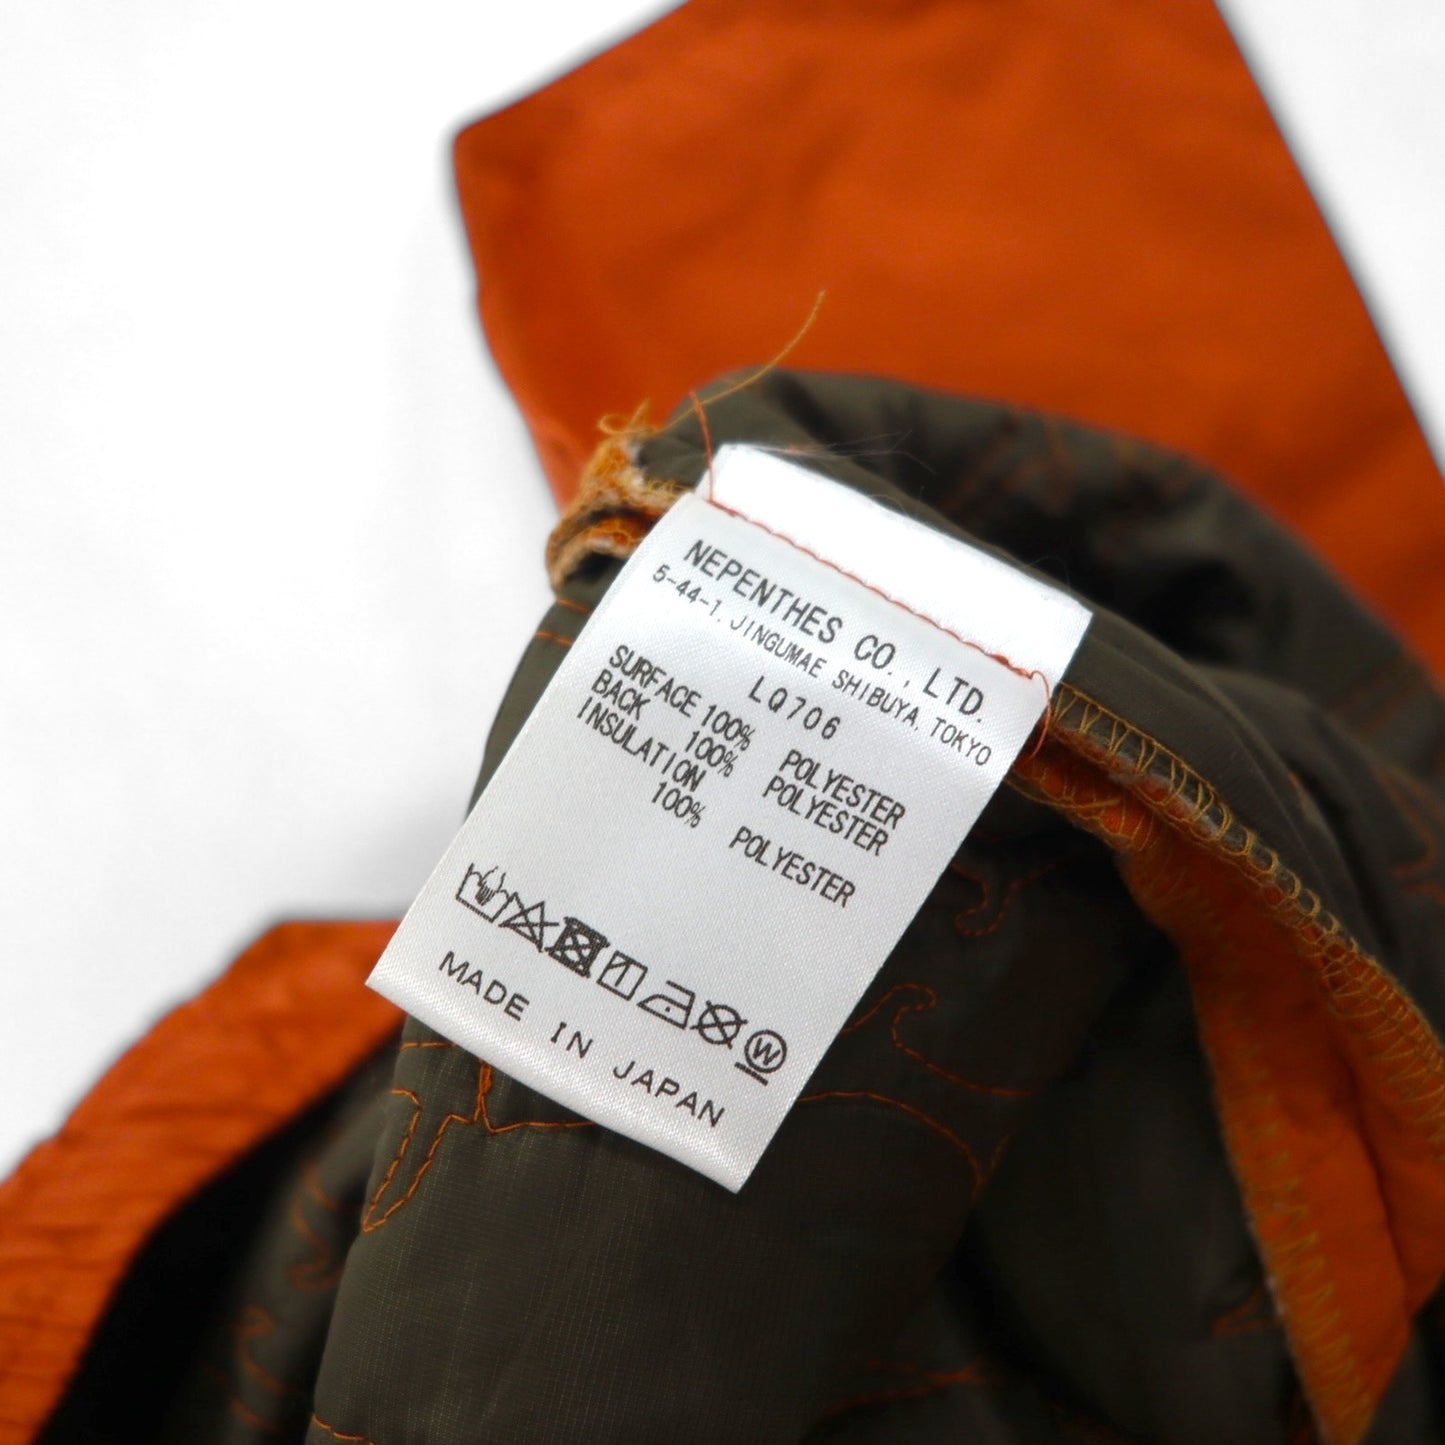 NEPENTHES CO., LTD.
5-44-1, JINGUMAE SHIBUYA, TOKYO
LQ706
SURFACE 100% POLYESTER
BACK 100% POLYESTER
INSULATION
100% POLYESTER
W
MADE IN JAPAN